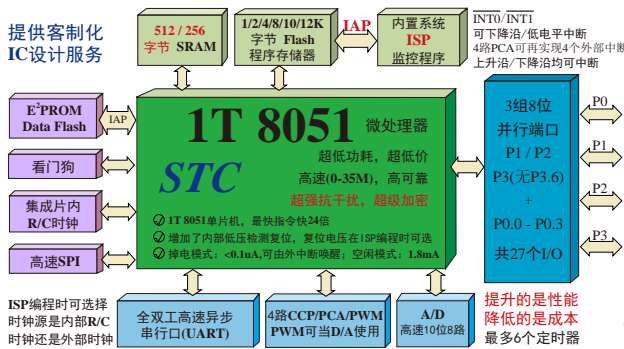 提供客制化
IC设计服务
512 / 256
字节 SRAM
1/2/4/8/10/12K
字节 Flash
程序存储器
IAP
内置系统
ISP
监控程序
INT0/INT1
可下降沿/低电平中断
4路PCA可再实现4个外部中断
上升沿/下降沿均可中断
E²PROM
Data Flash
IAP
看门狗
集成片内
R/C时钟
高速SPI
1T 8051 微处理器
STC
超低功耗，超低价
高速(0-35M)，高可靠
超强抗干扰，超级加密
1T 8051单片机，最快指令快24倍
增加了内部低压检测复位，复位电压在ISP编程时可选
掉电模式：<0.1uA,可由外中断唤醒；空闲模式：1.8mA
3组8位
并行端口
P1 / P2
P3(无P3.6)
+
P0.0 - P0.3
共27个I/O
P0
P1
P2
P3
ISP编程时可选择
时钟源是内部R/C
时钟还是外部时钟
全双工高速异步
串行口(UART)
4路CCP/PCA/PWM
PWM可当D/A使用
A/D
高速10位8路
提升的是性能
降低的是成本
最多6个定时器